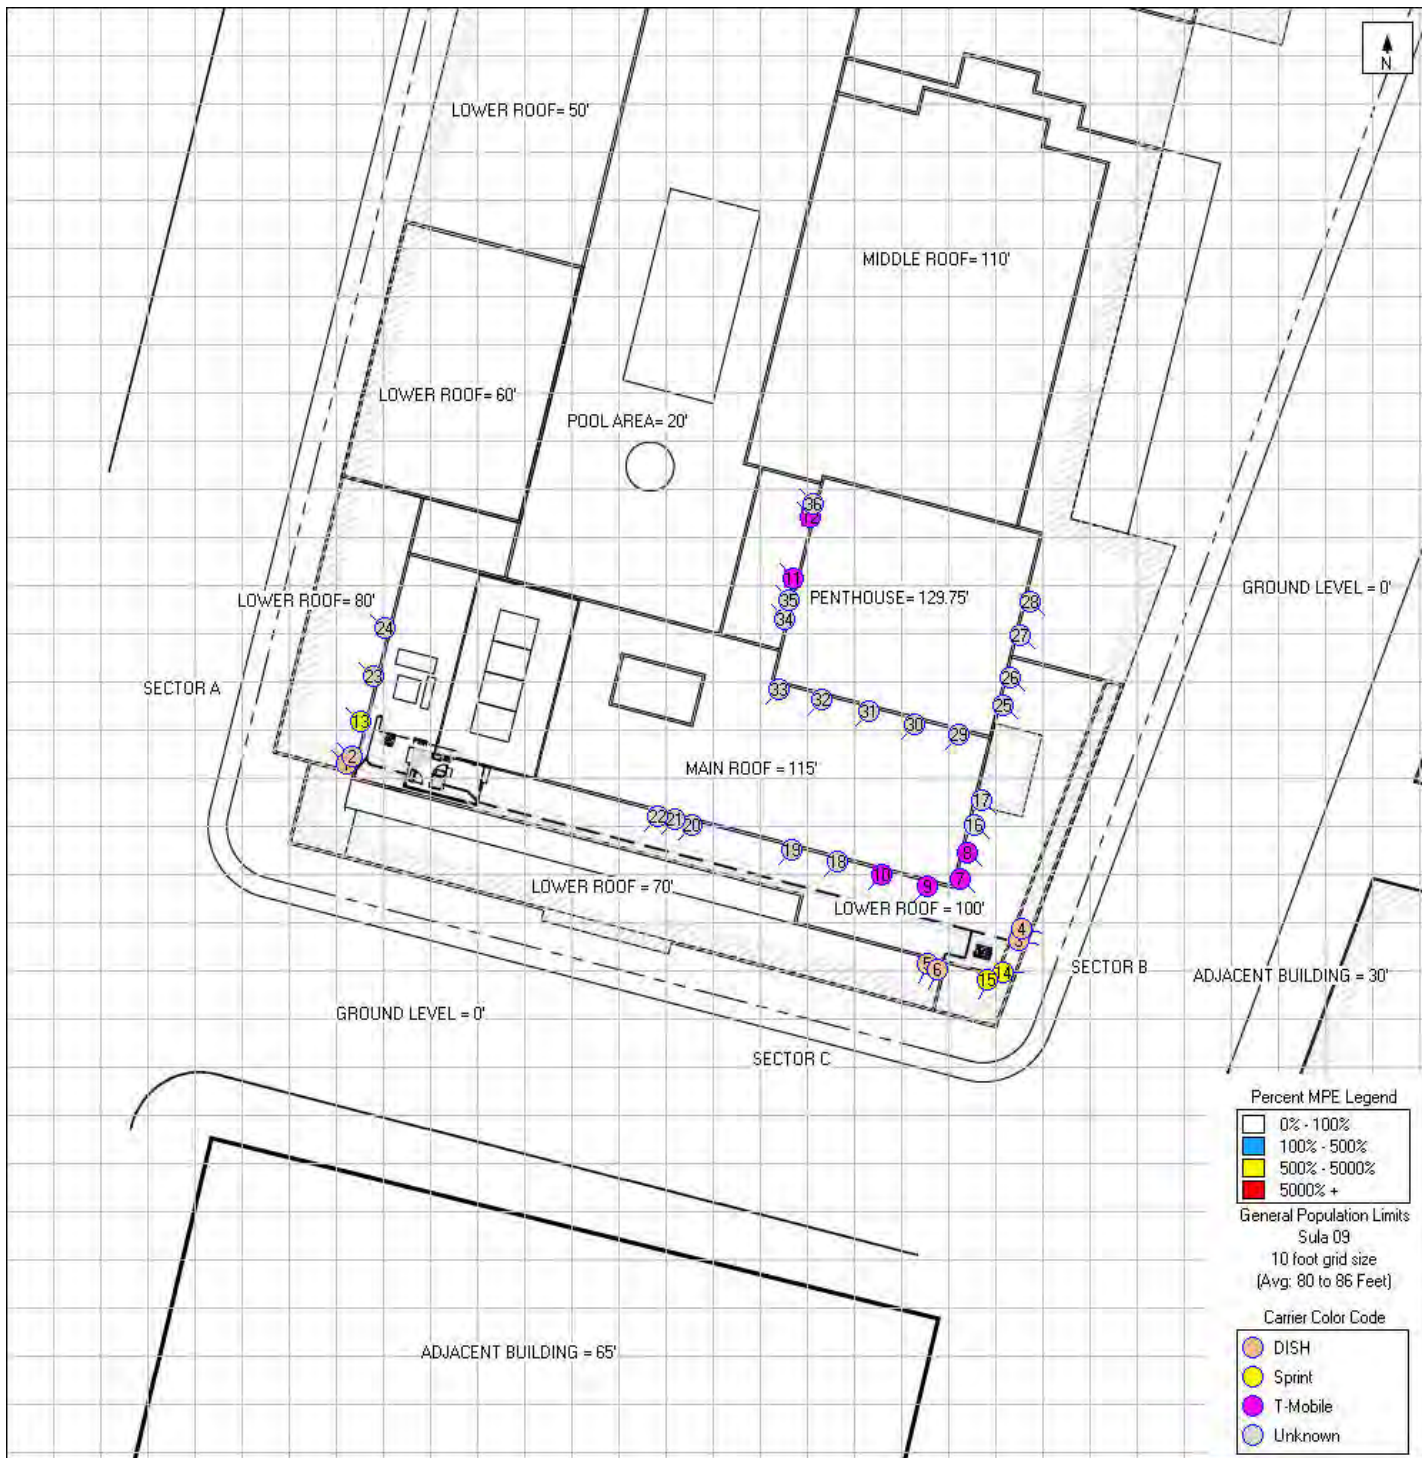 N
LOWER ROOF= 50'
MIDDLE ROOF= 110'
LOWER ROOF= 60'
POOL AREA= 20'
36
12
11
35
34
PENTHOUSE= 129.75'
28
27
26
25
GROUND LEVEL = 0'
LOWER ROOF= 80'
24
23
13
2
1
SECTOR A
33
32
31
30
29
MAIN ROOF = 115'
17
16
22
21
20
19
18
10
9
8
7
LOWER ROOF = 70'
LOWER ROOF = 100'
4
3
5
6
14
15
SECTOR B
ADJACENT BUILDING = 30'
GROUND LEVEL = 0'
SECTOR C
Percent MPE Legend
0% - 100%
100% - 500%
500% - 5000%
5000% +
General Population Limits
Sula 09
10 foot grid size
(Avg: 80 to 86 Feet)
Carrier Color Code
DISH
Sprint
T-Mobile
Unknown
ADJACENT BUILDING = 65'